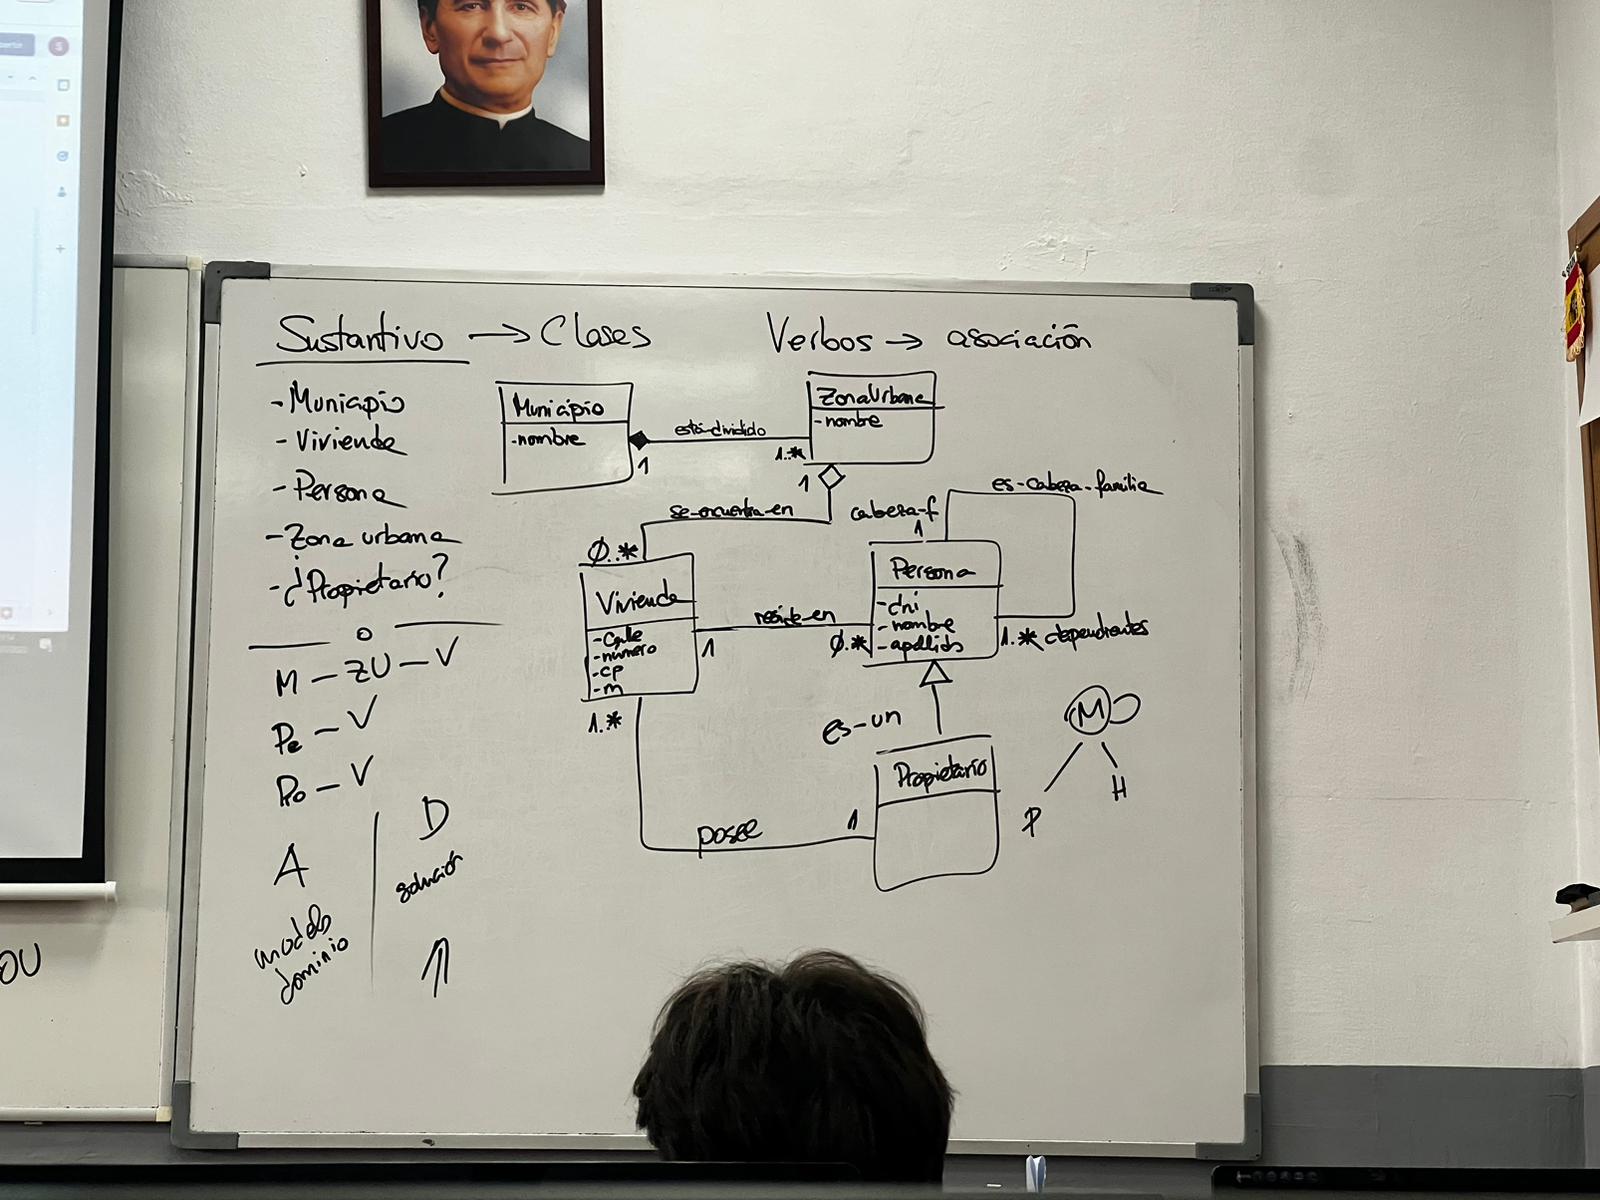 Sustantivo → Clases
Verbos → asociación
- Municipio
- Vivienda
- Persona
- Zona urbana
- ¿Propietario?
o
M - ZU - V
Pe - V
Po - V
A
modelo
dominio
D
solución
Municipio
- nombre
1
está-dividido
1..*
ZonaUrbana
- nombre
1
se-encuentra-en
0..*
Vivienda
- calle
- número
- cp
- m
1
reside-en
0..*
cabeza-f
1
es-cabeza-familia
Persona
- dni
- nombre
- apellido
1..* dependientes
es-un
Propietario
1..*
posee
1
M
P
H
OU